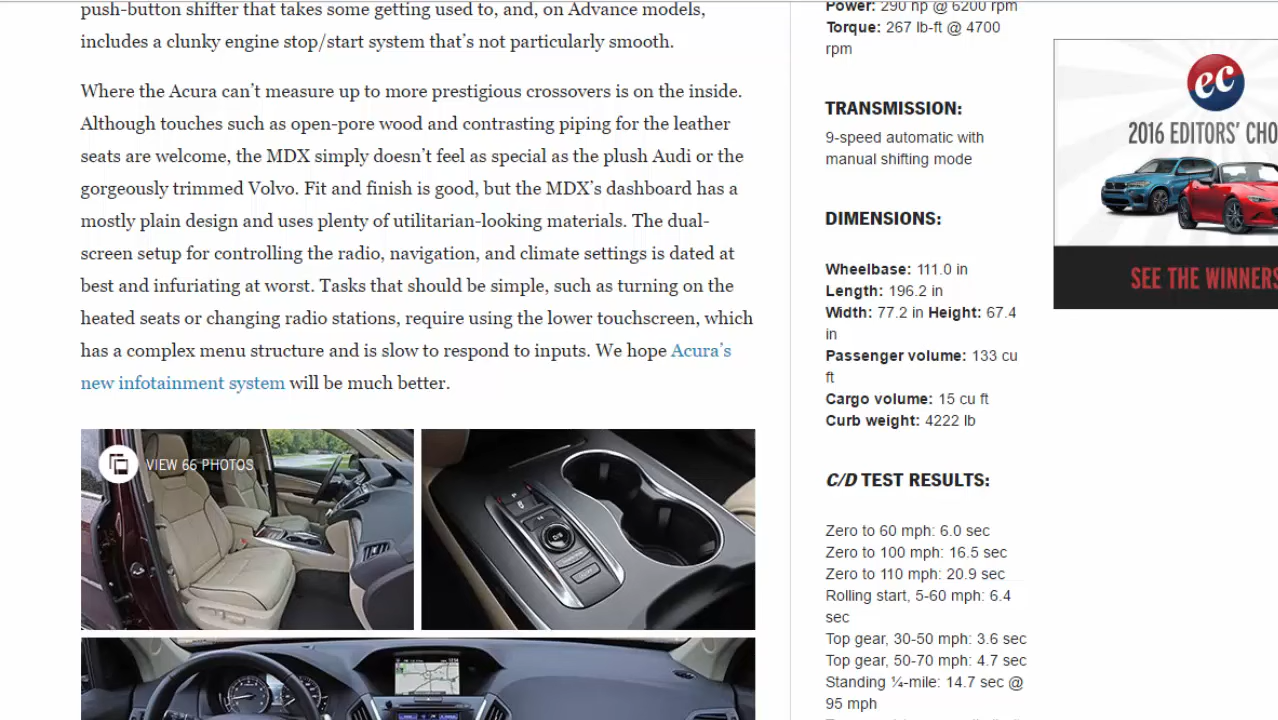 push-button shifter that takes some getting used to, and, on Advance models,
includes a clunky engine stop/start system that’s not particularly smooth.
Where the Acura can’t measure up to more prestigious crossovers is on the inside.
Although touches such as open-pore wood and contrasting piping for the leather
seats are welcome, the MDX simply doesn’t feel as special as the plush Audi or the
gorgeously trimmed Volvo. Fit and finish is good, but the MDX’s dashboard has a
mostly plain design and uses plenty of utilitarian-looking materials. The dual-
screen setup for controlling the radio, navigation, and climate settings is dated at
best and infuriating at worst. Tasks that should be simple, such as turning on the
heated seats or changing radio stations, require using the lower touchscreen, which
has a complex menu structure and is slow to respond to inputs. We hope Acura’s
new infotainment system will be much better.
VIEW 66 PHOTOS
Power: 290 hp @ 6200 rpm
Torque: 267 lb-ft @ 4700
rpm
TRANSMISSION:
9-speed automatic with
manual shifting mode
DIMENSIONS:
Wheelbase: 111.0 in
Length: 196.2 in
Width: 77.2 in Height: 67.4
in
Passenger volume: 133 cu
ft
Cargo volume: 15 cu ft
Curb weight: 4222 lb
C/D TEST RESULTS:
Zero to 60 mph: 6.0 sec
Zero to 100 mph: 16.5 sec
Zero to 110 mph: 20.9 sec
Rolling start, 5-60 mph: 6.4
sec
Top gear, 30-50 mph: 3.6 sec
Top gear, 50-70 mph: 4.7 sec
Standing ¼-mile: 14.7 sec @
95 mph
ec
2016 EDITORS’ CHO
SEE THE WINNERS